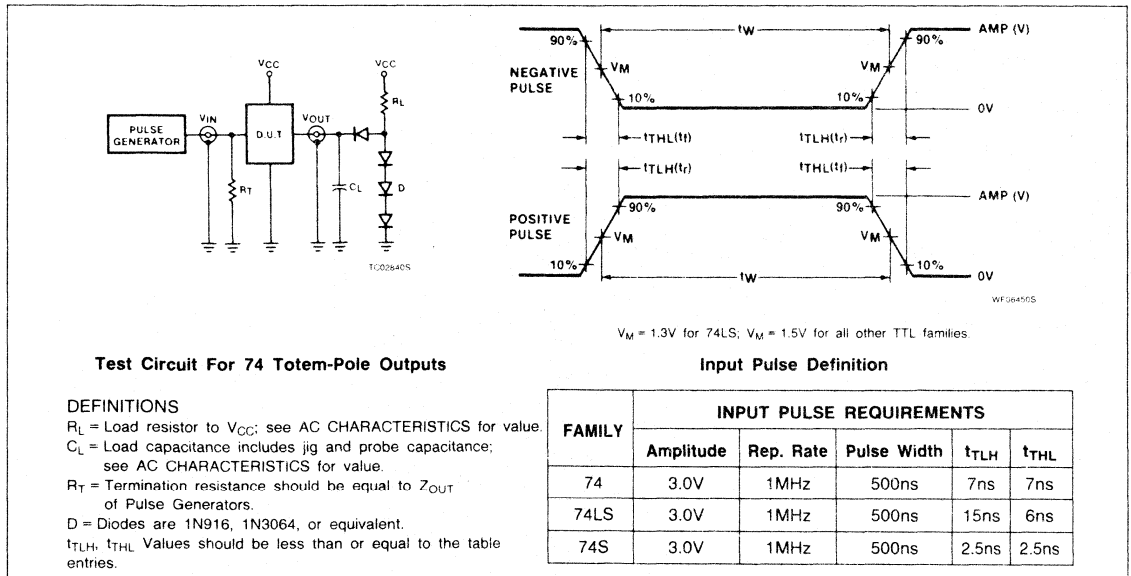 VCC
VCC
RL
PULSE
GENERATOR
VIN
D.U.T
VOUT
RT
CL
D
TC02840S
Test Circuit For 74 Totem-Pole Outputs
DEFINITIONS
RL = Load resistor to VCC; see AC CHARACTERISTICS for value.
CL = Load capacitance includes jig and probe capacitance;
see AC CHARACTERISTICS for value.
RT = Termination resistance should be equal to ZOUT
of Pulse Generators.
D = Diodes are 1N916, 1N3064, or equivalent.
tTLH, tTHL Values should be less than or equal to the table
entries.
90% tW 90% AMP (V)
NEGATIVE
PULSE
VM VM
10% 10% 0V
tTHL(tf) tTLH(tr)
tTLH(tr) tTHL(tf)
AMP (V)
90% 90%
POSITIVE
PULSE
VM VM
10% tW 10% 0V
WF06450S
VM = 1.3V for 74LS; VM = 1.5V for all other TTL families.
Input Pulse Definition
FAMILY INPUT PULSE REQUIREMENTS
Amplitude Rep. Rate Pulse Width tTLH tTHL
74 3.0V 1MHz 500ns 7ns 7ns
74LS 3.0V 1MHz 500ns 15ns 6ns
74S 3.0V 1MHz 500ns 2.5ns 2.5ns